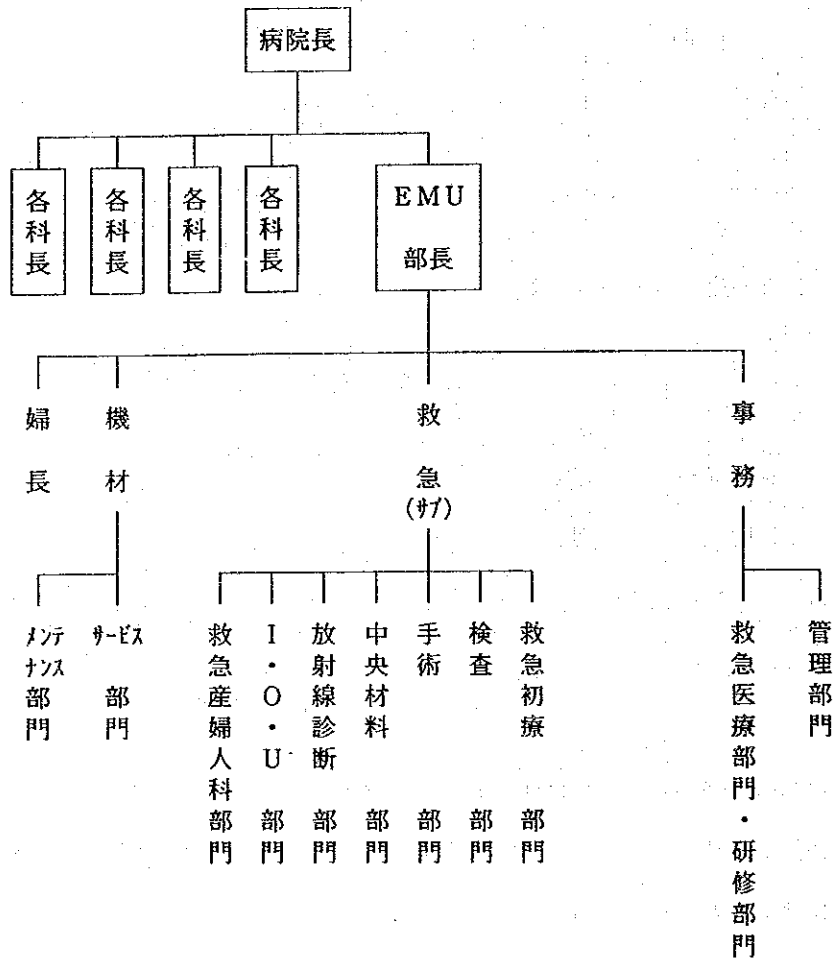 病院長
各科長
各科長
各科長
各科長
EMU
部長
婦長
機材
救急
(サブ)
事務
メンテ
ナンス
部門
サービス
部門
救急産婦人科部門
I・O・U部門
放射線診断部門
中央材料部門
手術部門
検査部門
救急初療部門
救急医療部門・研修部門
管理部門